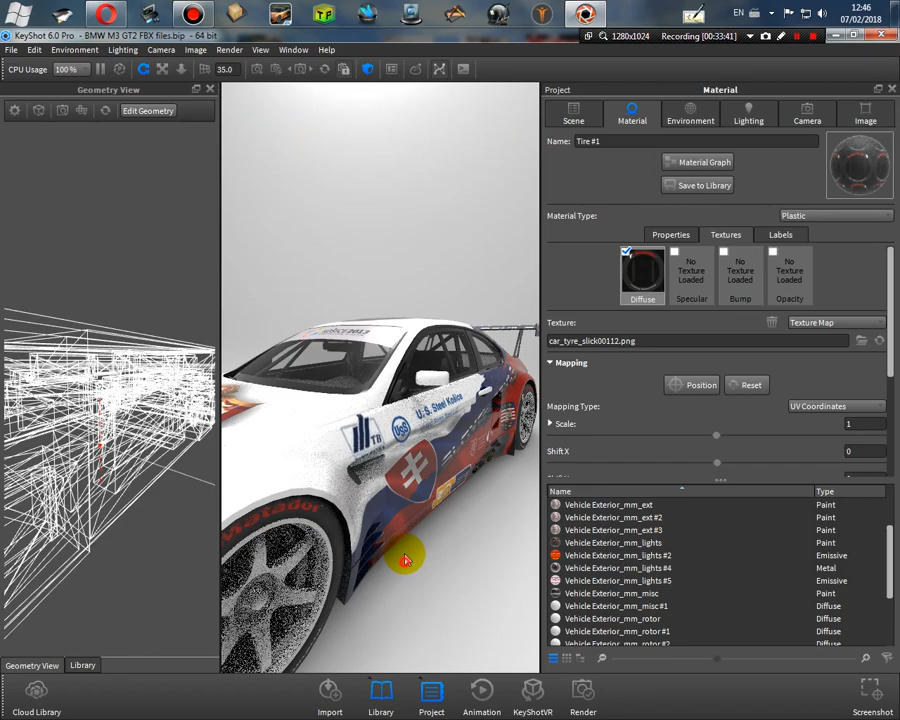 EN
12:46
07/02/2018
KeyShot 6.0 Pro - BMW M3 GT2 FBX files.bip - 64 bit
1280x1024
Recording [00:33:41]
File
Edit
Environment
Lighting
Camera
Image
Render
View
Window
Help
CPU Usage
100 %
35.0
Geometry View
Project
Material
Edit Geometry
Scene
Material
Environment
Lighting
Camera
Image
Name:
Tire #1
Material Graph
Save to Library
Material Type:
Plastic
Properties
Textures
Labels
No Texture Loaded
No Texture Loaded
No Texture Loaded
Diffuse
Specular
Bump
Opacity
Texture:
Texture Map
car_tyre_slick00112.png
Mapping
Position
Reset
Mapping Type:
UV Coordinates
Scale:
1
Shift X
0
Name
Type
Vehicle Exterior_mm_ext
Paint
Vehicle Exterior_mm_ext #2
Paint
Vehicle Exterior_mm_ext #3
Paint
Vehicle Exterior_mm_lights
Paint
Vehicle Exterior_mm_lights #2
Emissive
Vehicle Exterior_mm_lights #4
Metal
Vehicle Exterior_mm_lights #5
Emissive
Vehicle Exterior_mm_misc
Paint
Vehicle Exterior_mm_misc #1
Diffuse
Vehicle Exterior_mm_rotor
Diffuse
Vehicle Exterior_mm_rotor #1
Diffuse
Vehicle Exterior_mm_rotor #2
Diffuse
TB
USS
U. S. Steel Košice
Matador
Geometry View
Library
Cloud Library
Import
Library
Project
Animation
KeyShotVR
Render
Screenshot